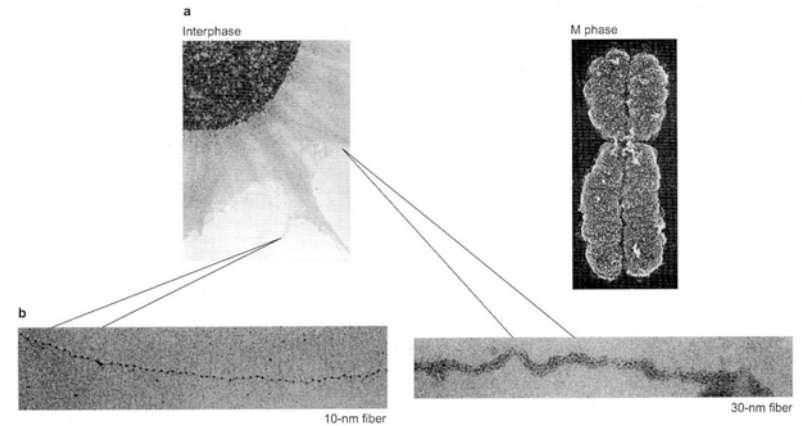 a
Interphase
M phase
b
10-nm fiber
30-nm fiber